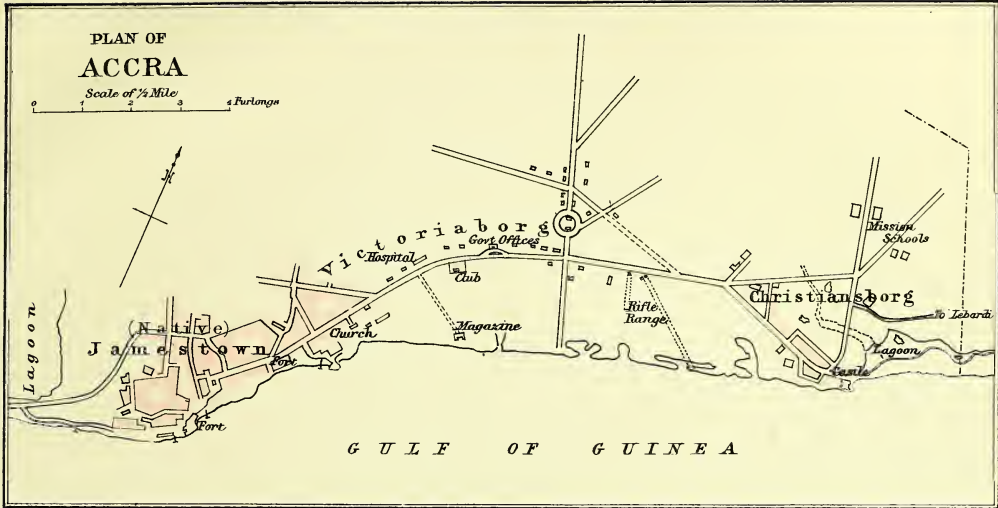 PLAN OF
ACCRA
Scale of ½ Mile
0 1 2 3 4 Furlongs
N
Victoriaborg
Govt. Offices
Hospital
Club
Mission
Schools
Rifle
Range
Christiansborg
To Lebardi
Lagoon
(Native)
Jamestown
Church
Magazine
Fort
Lagoon
Castle
Fort
GULF OF GUINEA